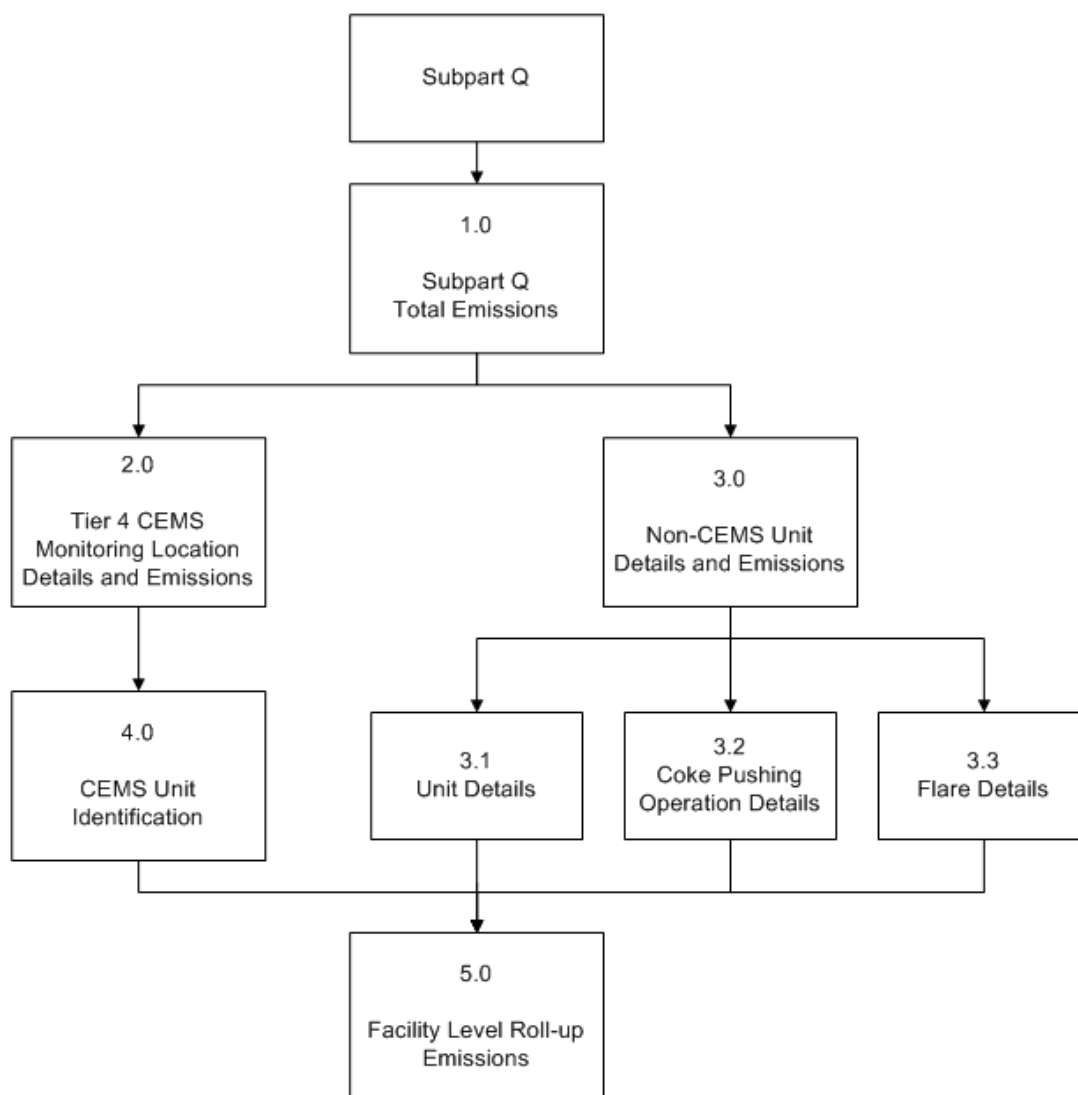 Subpart Q
1.0
Subpart Q
Total Emissions
2.0
Tier 4 CEMS
Monitoring Location
Details and Emissions
3.0
Non-CEMS Unit
Details and Emissions
4.0
CEMS Unit
Identification
3.1
Unit Details
3.2
Coke Pushing
Operation Details
3.3
Flare Details
5.0
Facility Level Roll-up
Emissions